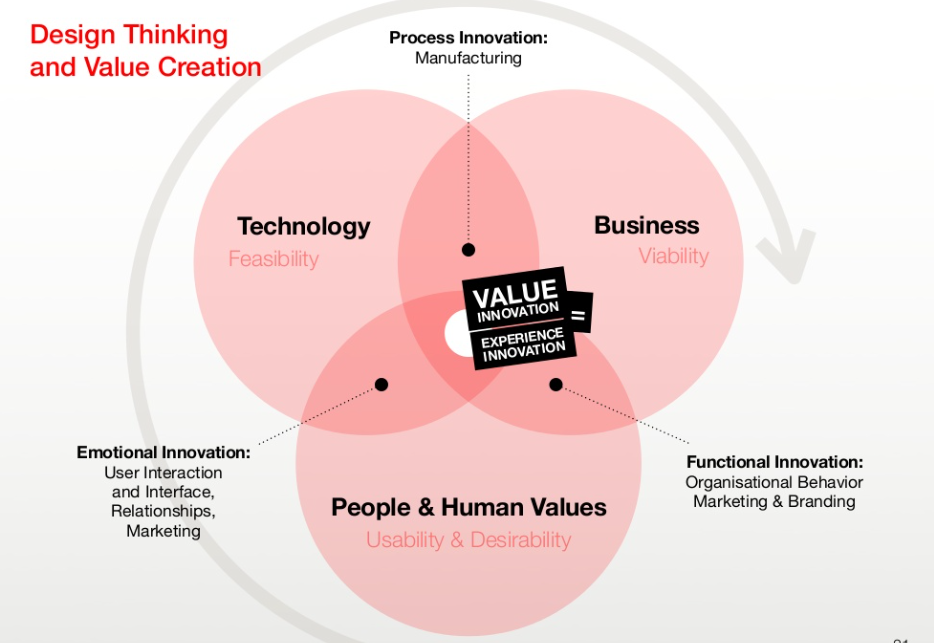 Design Thinking
and Value Creation
Process Innovation:
Manufacturing
Technology
Feasibility
Business
Viability
VALUE
INNOVATION
=
EXPERIENCE
INNOVATION
Emotional Innovation:
User Interaction
and Interface,
Relationships,
Marketing
Functional Innovation:
Organisational Behavior
Marketing & Branding
People & Human Values
Usability & Desirability